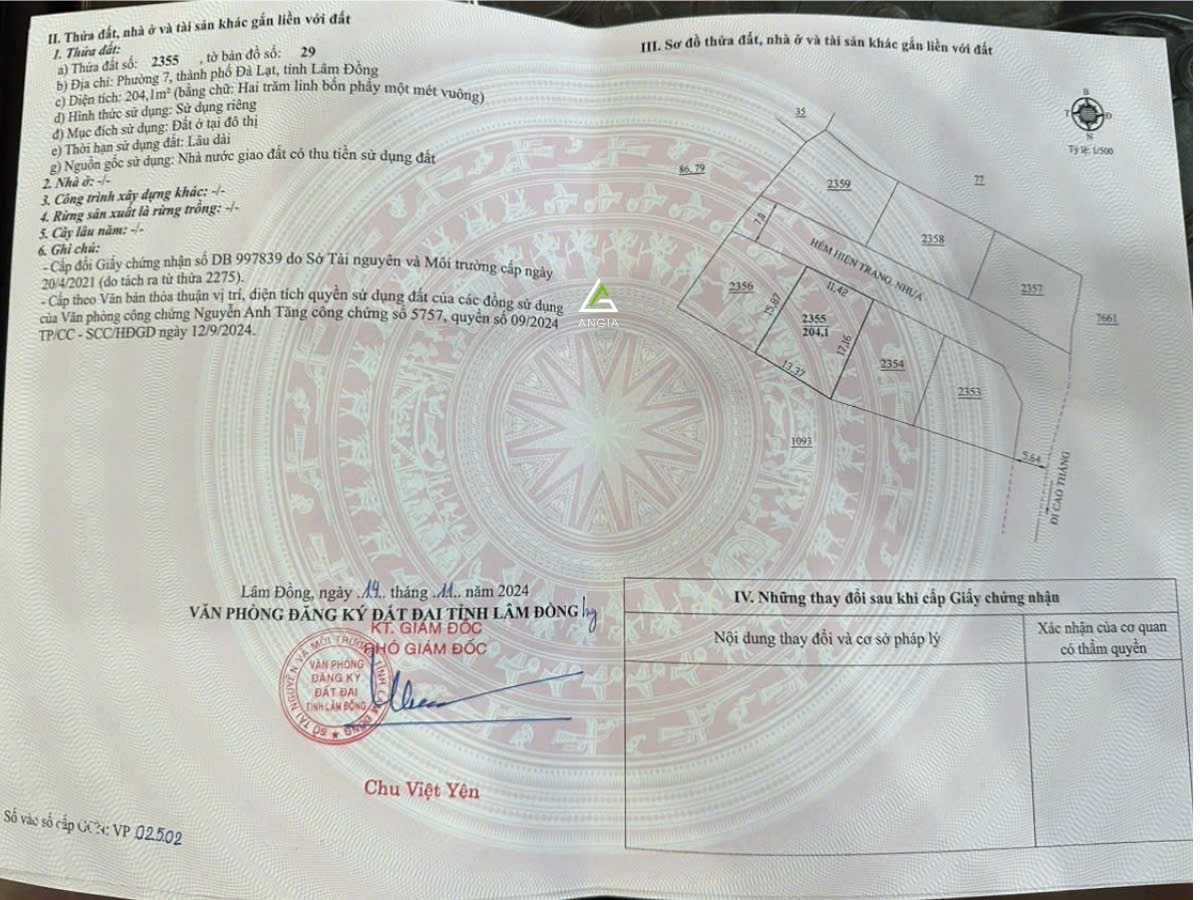 II. Thửa đất, nhà ở và tài sản khác gắn liền với đất
1. Thửa đất:
a) Thửa đất số: 2355 , tờ bản đồ số: 29
b) Địa chỉ: Phường 7, thành phố Đà Lạt, tỉnh Lâm Đồng
c) Diện tích: 204,1m² (bằng chữ: Hai trăm linh bốn phẩy một mét vuông)
d) Hình thức sử dụng: Sử dụng riêng
đ) Mục đích sử dụng: Đất ở tại đô thị
e) Thời hạn sử dụng đất: Lâu dài
g) Nguồn gốc sử dụng: Nhà nước giao đất có thu tiền sử dụng đất
2. Nhà ở: -/-
3. Công trình xây dựng khác: -/-
4. Rừng sản xuất là rừng trồng: -/-
5. Cây lâu năm: -/-
6. Ghi chú:
- Cấp đổi Giấy chứng nhận số DB 997839 do Sở Tài nguyên và Môi trường cấp ngày
20/4/2021 (do tách ra từ thửa 2275).
- Cấp theo Văn bản thỏa thuận vị trí, diện tích quyền sử dụng đất của các đồng sử dụng
của Văn phòng công chứng Nguyễn Anh Tăng công chứng số 5757, quyển số 09/2024
TP/CC - SCC/HĐGD ngày 12/9/2024.
Lâm Đồng, ngày 19 tháng 11 năm 2024
VĂN PHÒNG ĐĂNG KÝ ĐẤT ĐAI TỈNH LÂM ĐỒNG
KT. GIÁM ĐỐC
PHÓ GIÁM ĐỐC
SỞ TÀI NGUYÊN VÀ MÔI TRƯỜNG TỈNH LÂM ĐỒNG
VĂN PHÒNG
ĐĂNG KÝ
ĐẤT ĐAI
TỈNH LÂM ĐỒNG
Chu Việt Yên
Số vào sổ cấp GCN: VP 02502
III. Sơ đồ thửa đất, nhà ở và tài sản khác gắn liền với đất
B
T
Đ
N
Tỷ lệ: 1/500
35
86, 79
2359
77
2358
7,8
HẺM HIỆN TRẠNG, NHỰA
2357
2356
11,42
15,87
2355
204,1
7661
17,16
13,37
2354
2353
1093
5,64
ĐI CAO THẮNG
ANGIA
IV. Những thay đổi sau khi cấp Giấy chứng nhận
Nội dung thay đổi và cơ sở pháp lý
Xác nhận của cơ quan
có thẩm quyền